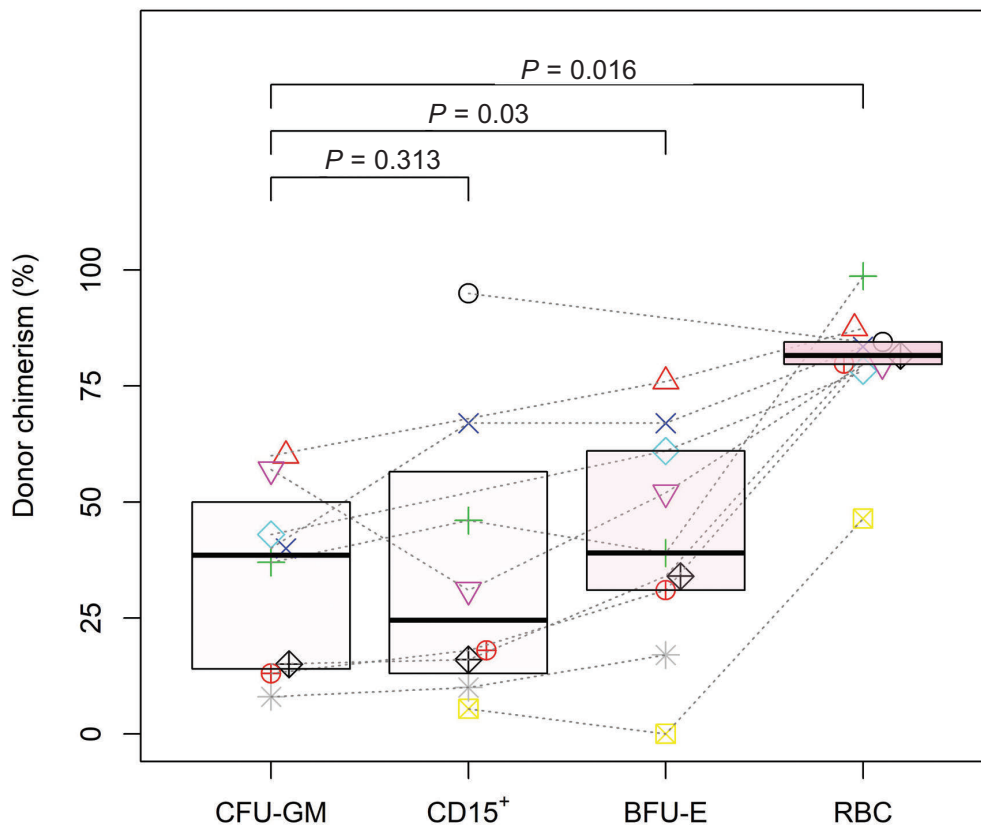 P = 0.016
P = 0.03
P = 0.313
Donor chimerism (%)
100
75
50
25
0
CFU-GM CD15⁺ BFU-E RBC